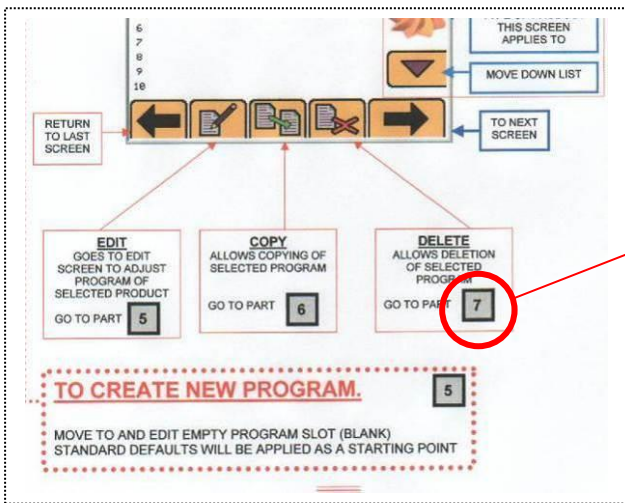 6
7
8
9
10
THIS SCREEN
APPLIES TO
MOVE DOWN LIST
RETURN
TO LAST
SCREEN
TO NEXT
SCREEN
EDIT
GOES TO EDIT
SCREEN TO ADJUST
PROGRAM OF
SELECTED PRODUCT
GO TO PART 5
COPY
ALLOWS COPYING OF
SELECTED PROGRAM
GO TO PART 6
DELETE
ALLOWS DELETION
OF SELECTED
PROGRAM
GO TO PART 7
TO CREATE NEW PROGRAM. 5
MOVE TO AND EDIT EMPTY PROGRAM SLOT (BLANK)
STANDARD DEFAULTS WILL BE APPLIED AS A STARTING POINT